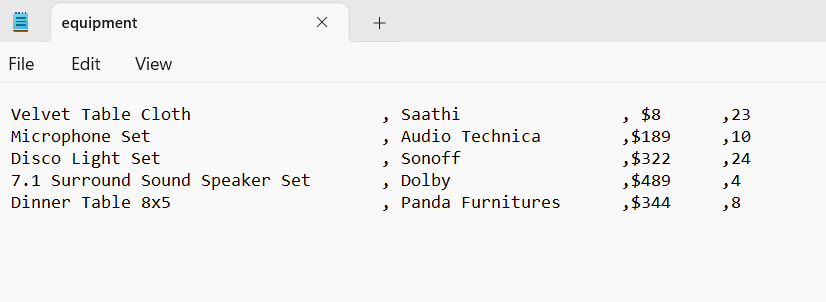 equipment
File Edit View
Velvet Table Cloth , Saathi , $8 ,23
Microphone Set , Audio Technica ,$189 ,10
Disco Light Set , Sonoff ,$322 ,24
7.1 Surround Sound Speaker Set , Dolby ,$489 ,4
Dinner Table 8x5 , Panda Furnitures ,$344 ,8